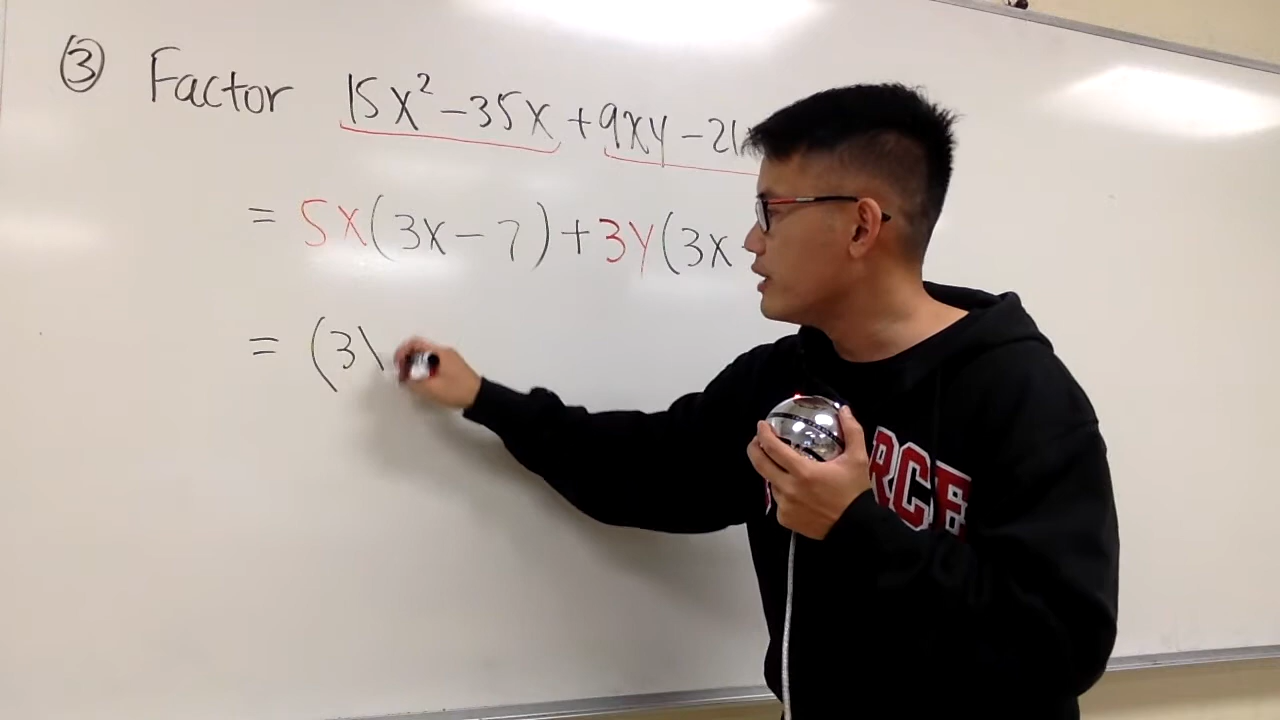 ③ Factor 15x² - 35x + 9xy - 21
= 5x(3x - 7) + 3y(3x
= (3\
RCE